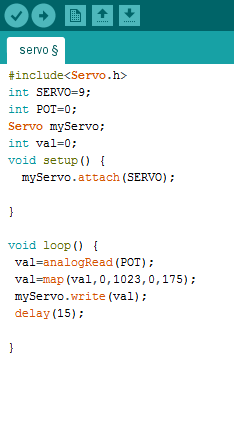 servo §
#include<Servo.h>
int SERVO=9;
int POT=0;
Servo myServo;
int val=0;
void setup() {
  myServo.attach(SERVO);
}
void loop() {
 val=analogRead(POT);
 val=map(val,0,1023,0,175);
 myServo.write(val);
 delay(15);
}